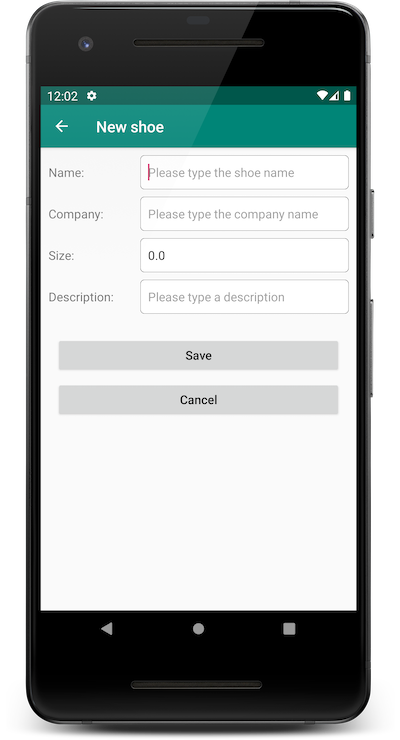 12:02
New shoe
Name: Please type the shoe name
Company: Please type the company name
Size: 0.0
Description: Please type a description
Save
Cancel